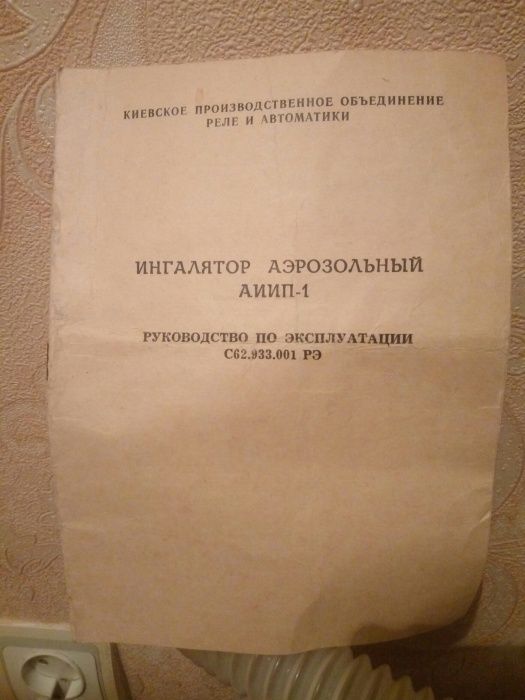 КИЕВСКОЕ ПРОИЗВОДСТВЕННОЕ ОБЪЕДИНЕНИЕ
РЕЛЕ И АВТОМАТИКИ
ИНГАЛЯТОР АЭРОЗОЛЬНЫЙ
АИИП-1
РУКОВОДСТВО ПО ЭКСПЛУАТАЦИИ
С62.933.001 РЭ